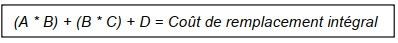 (A * B) + (B * C) + D = Coût de remplacement intégral